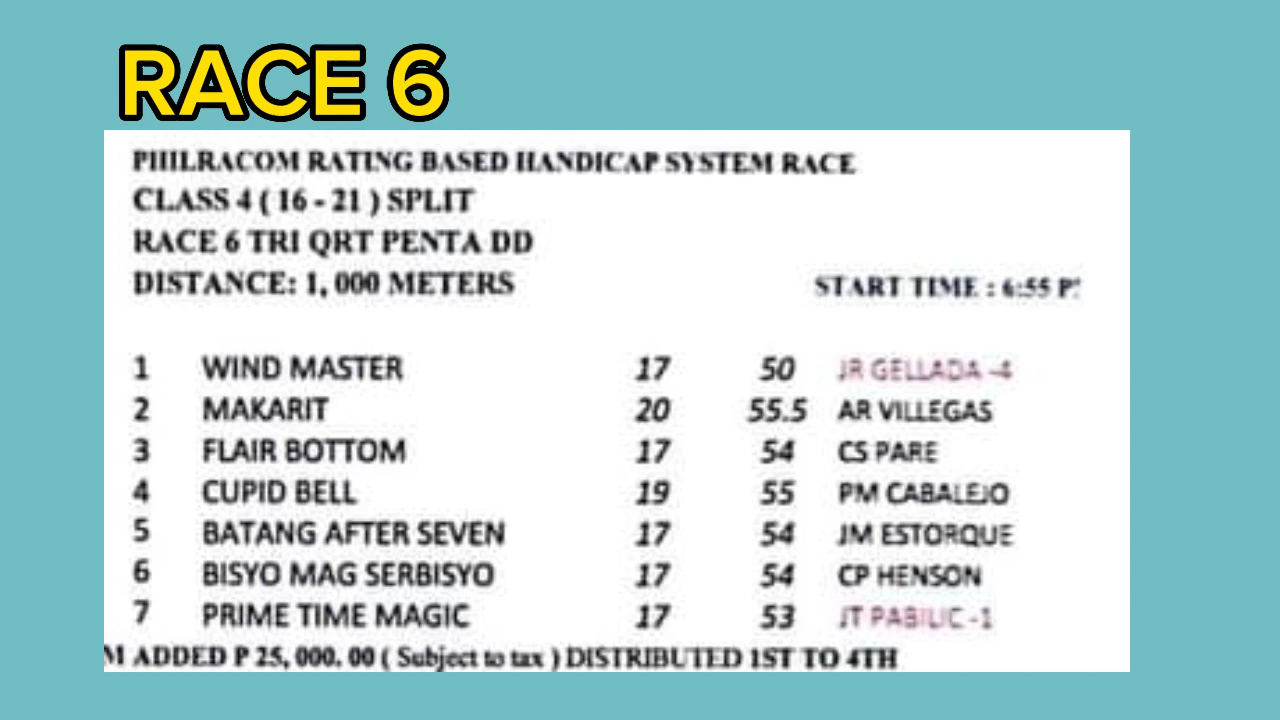 RACE 6
PHILRACOM RATING BASED HANDICAP SYSTEM RACE
CLASS 4 ( 16 - 21 ) SPLIT
RACE 6 TRI QRT PENTA DD
DISTANCE: 1, 000 METERS START TIME : 6:55 P
1 WIND MASTER 17 50 JR GELLADA -4
2 MAKARIT 20 55.5 AR VILLEGAS
3 FLAIR BOTTOM 17 54 CS PARE
4 CUPID BELL 19 55 PM CABALEJO
5 BATANG AFTER SEVEN 17 54 JM ESTORQUE
6 BISYO MAG SERBISYO 17 54 CP HENSON
7 PRIME TIME MAGIC 17 53 JT PABILIC -1
M ADDED P 25, 000. 00 ( Subject to tax ) DISTRIBUTED 1ST TO 4TH